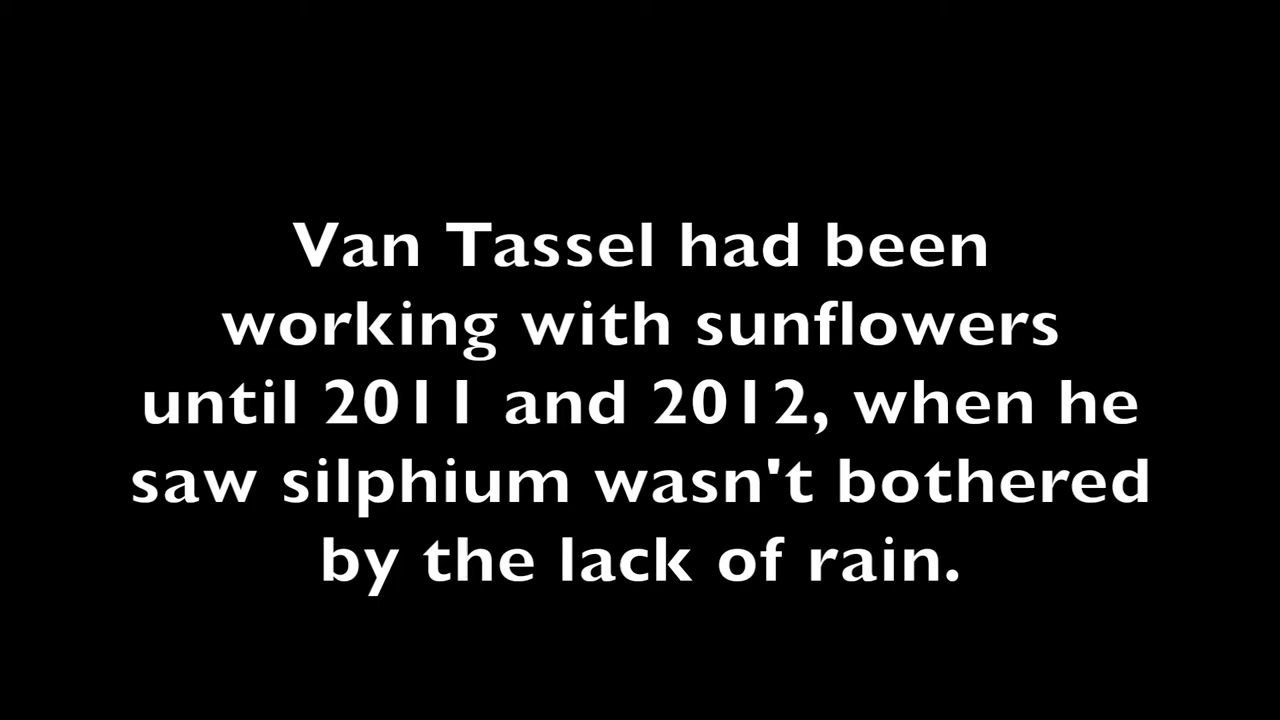 Van Tassel had been
working with sunflowers
until 2011 and 2012, when he
saw silphium wasn't bothered
by the lack of rain.